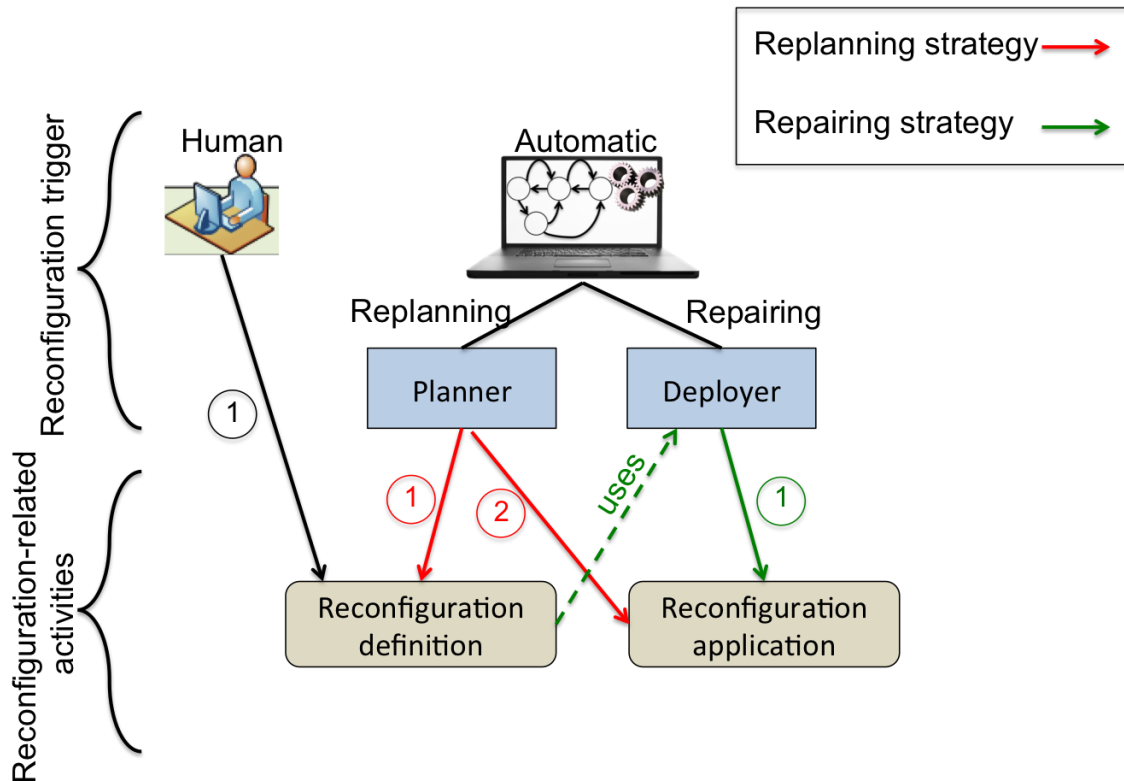 Replanning strategy
Repairing strategy
Reconfiguration trigger
Human
Automatic
Replanning
Repairing
Planner
Deployer
1
1
2
uses
1
Reconfiguration-related
activities
Reconfiguration
definition
Reconfiguration
application